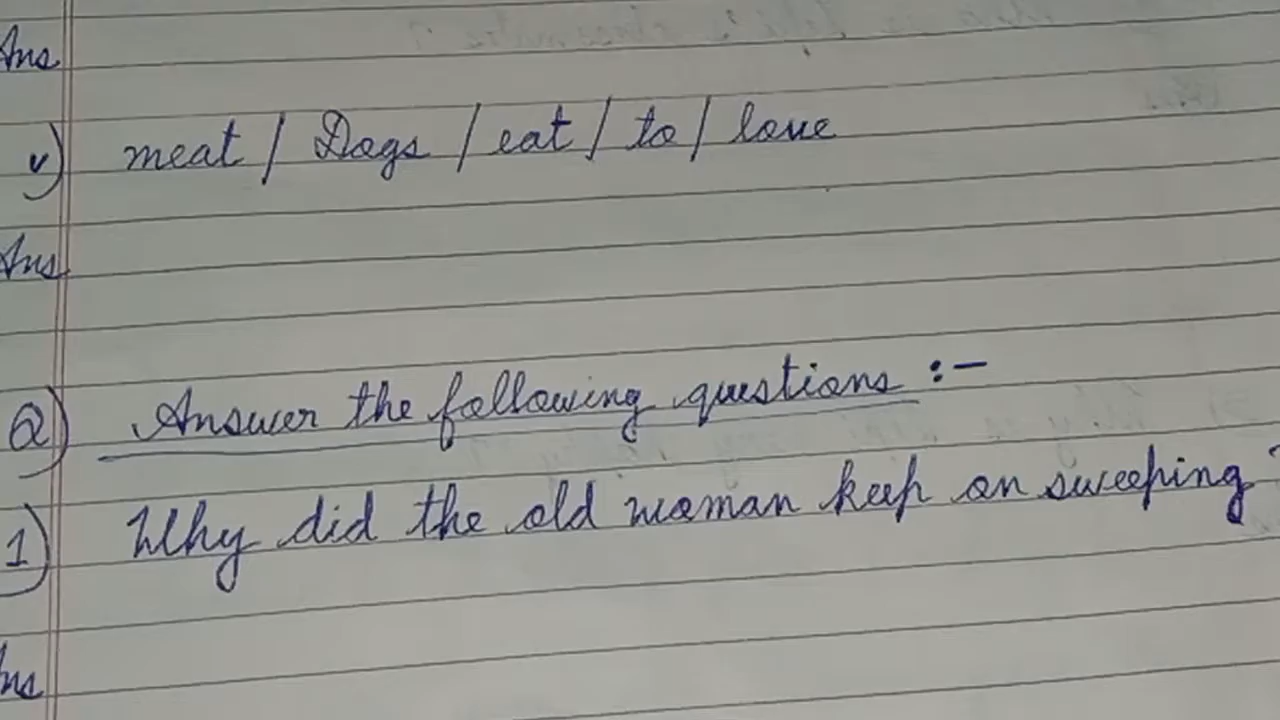 Ans
v) meat / Dogs / eat / to / love
Ans
Q) Answer the following questions :-
1) Why did the old woman keep on sweeping ?
Ans